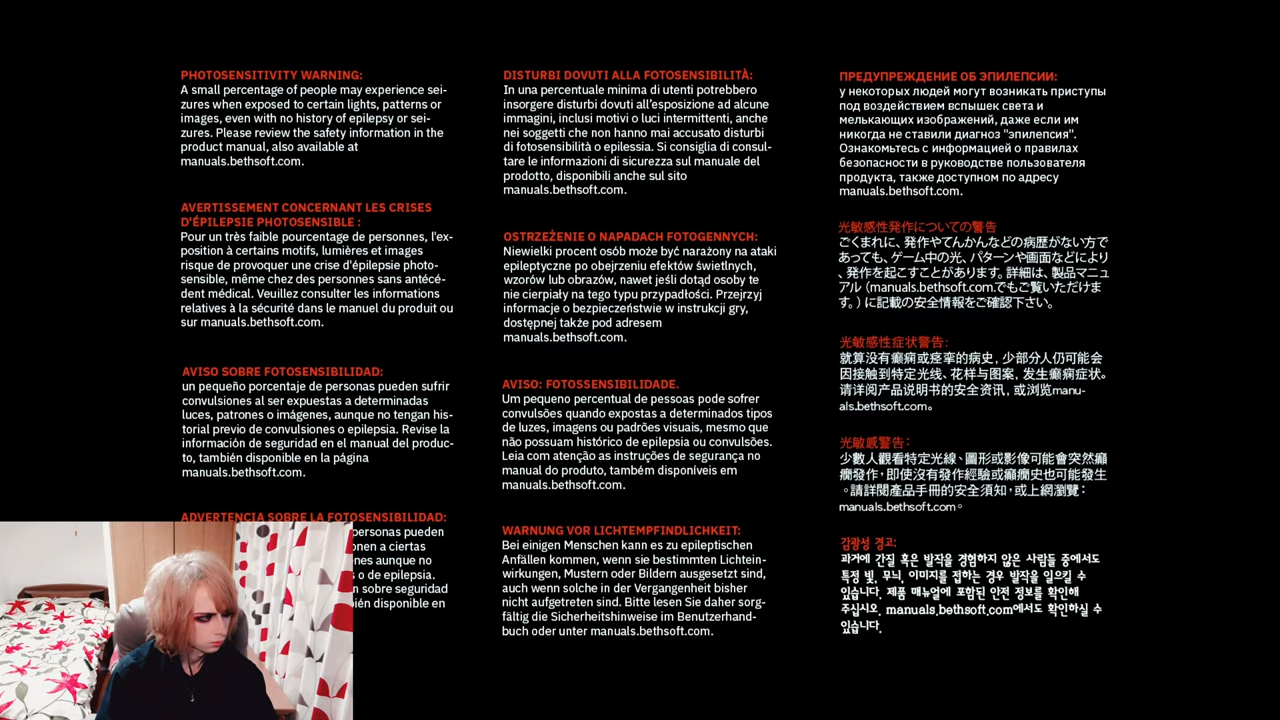 PHOTOSENSITIVITY WARNING:
A small percentage of people may experience sei-
zures when exposed to certain lights, patterns or
images, even with no history of epilepsy or sei-
zures. Please review the safety information in the
product manual, also available at
manuals.bethsoft.com.
AVERTISSEMENT CONCERNANT LES CRISES
D'ÉPILEPSIE PHOTOSENSIBLE :
Pour un très faible pourcentage de personnes, l'ex-
position à certains motifs, lumières et images
risque de provoquer une crise d'épilepsie photo-
sensible, même chez des personnes sans antécé-
dent médical. Veuillez consulter les informations
relatives à la sécurité dans le manuel du produit ou
sur manuals.bethsoft.com.
AVISO SOBRE FOTOSENSIBILIDAD:
un pequeño porcentaje de personas pueden sufrir
convulsiones al ser expuestas a determinadas
luces, patrones o imágenes, aunque no tengan his-
torial previo de convulsiones o epilepsia. Revise la
información de seguridad en el manual del produc-
to, también disponible en la página
manuals.bethsoft.com.
ADVERTENCIA SOBRE LA FOTOSENSIBILIDAD:
personas pueden
onen a ciertas
nes aunque no
s o de epilepsia.
n sobre seguridad
bién disponible en
DISTURBI DOVUTI ALLA FOTOSENSIBILITÀ:
In una percentuale minima di utenti potrebbero
insorgere disturbi dovuti all'esposizione ad alcune
immagini, inclusi motivi o luci intermittenti, anche
nei soggetti che non hanno mai accusato disturbi
di fotosensibilità o epilessia. Si consiglia di consul-
tare le informazioni di sicurezza sul manuale del
prodotto, disponibili anche sul sito
manuals.bethsoft.com.
OSTRZEŻENIE O NAPADACH FOTOGENNYCH:
Niewielki procent osób może być narażony na ataki
epileptyczne po obejrzeniu efektów świetlnych,
wzorów lub obrazów, nawet jeśli dotąd osoby te
nie cierpiały na tego typu przypadłości. Przejrzyj
informacje o bezpieczeństwie w instrukcji gry,
dostępnej także pod adresem
manuals.bethsoft.com.
AVISO: FOTOSSENSIBILIDADE.
Um pequeno percentual de pessoas pode sofrer
convulsões quando expostas a determinados tipos
de luzes, imagens ou padrões visuais, mesmo que
não possuam histórico de epilepsia ou convulsões.
Leia com atenção as instruções de segurança no
manual do produto, também disponíveis em
manuals.bethsoft.com.
WARNUNG VOR LICHTEMPFINDLICHKEIT:
Bei einigen Menschen kann es zu epileptischen
Anfällen kommen, wenn sie bestimmten Lichtein-
wirkungen, Mustern oder Bildern ausgesetzt sind,
auch wenn solche in der Vergangenheit bisher
nicht aufgetreten sind. Bitte lesen Sie daher sorg-
fältig die Sicherheitshinweise im Benutzerhand-
buch oder unter manuals.bethsoft.com.
ПРЕДУПРЕЖДЕНИЕ ОБ ЭПИЛЕПСИИ:
у некоторых людей могут возникать приступы
под воздействием вспышек света и
мелькающих изображений, даже если им
никогда не ставили диагноз "эпилепсия".
Ознакомьтесь с информацией о правилах
безопасности в руководстве пользователя
продукта, также доступном по адресу
manuals.bethsoft.com.
光敏感性発作についての警告
ごくまれに、発作やてんかんなどの病歴がない方で
あっても、ゲーム中の光、パターンや画面などにより
、発作を起こすことがあります。詳細は、製品マニュ
アル（manuals.bethsoft.comでもご覧いただけま
す。）に記載の安全情報をご確認下さい。
光敏感性症状警告：
就算没有癫痫或痉挛的病史，少部分人仍可能会
因接触到特定光线、花样与图案，发生癫痫症状。
请详阅产品说明书的安全资讯，或浏览manu-
als.bethsoft.com。
光敏感警告：
少數人觀看特定光線、圖形或影像可能會突然癲
癇發作，即使沒有發作經驗或癲癇史也可能發生
。請詳閱產品手冊的安全須知，或上網瀏覽：
manuals.bethsoft.com。
감광성 경고:
과거에 간질 혹은 발작을 경험하지 않은 사람들 중에서도
특정 빛, 무늬, 이미지를 접하는 경우 발작을 일으킬 수
있습니다. 제품 매뉴얼에 포함된 안전 정보를 확인해
주십시오. manuals.bethsoft.com에서도 확인하실 수
있습니다.